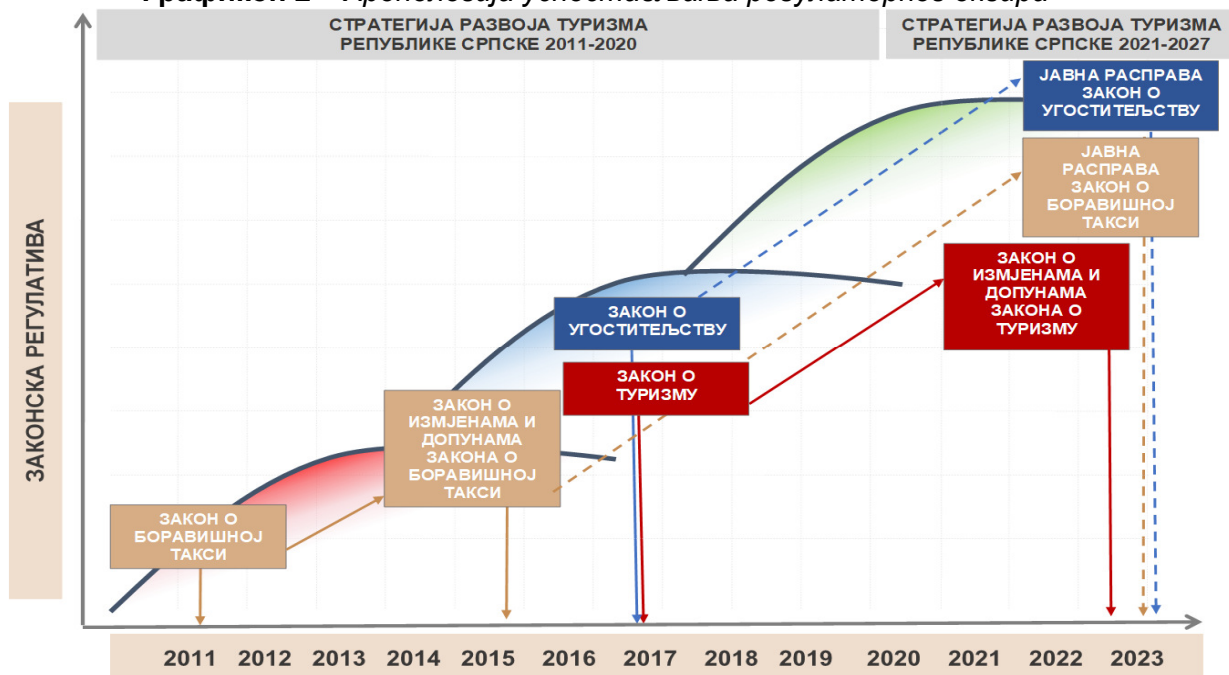 СТРАТЕГИЈА РАЗВОЈА ТУРИЗМА
РЕПУБЛИКЕ СРПСКЕ 2011-2020
СТРАТЕГИЈА РАЗВОЈА ТУРИЗМА
РЕПУБЛИКЕ СРПСКЕ 2021-2027
ЈАВНА РАСПРАВА
ЗАКОН О
УГОСТИТЕЉСТВУ
ЈАВНА
РАСПРАВА
ЗАКОН О
БОРАВИШНОЈ
ТАКСИ
ЗАКОН О
ИЗМЈЕНАМА И
ДОПУНАМА
ЗАКОНА О
ТУРИЗМУ
ЗАКОН О
УГОСТИТЕЉСТВУ
ЗАКОН О
ТУРИЗМУ
ЗАКОН О
ИЗМЈЕНАМА И
ДОПУНАМА
ЗАКОНА О
БОРАВИШНОЈ
ТАКСИ
ЗАКОН О
БОРАВИШНОЈ
ТАКСИ
ЗАКОНСКА РЕГУЛАТИВА
2011 2012 2013 2014 2015 2016 2017 2018 2019 2020 2021 2022 2023